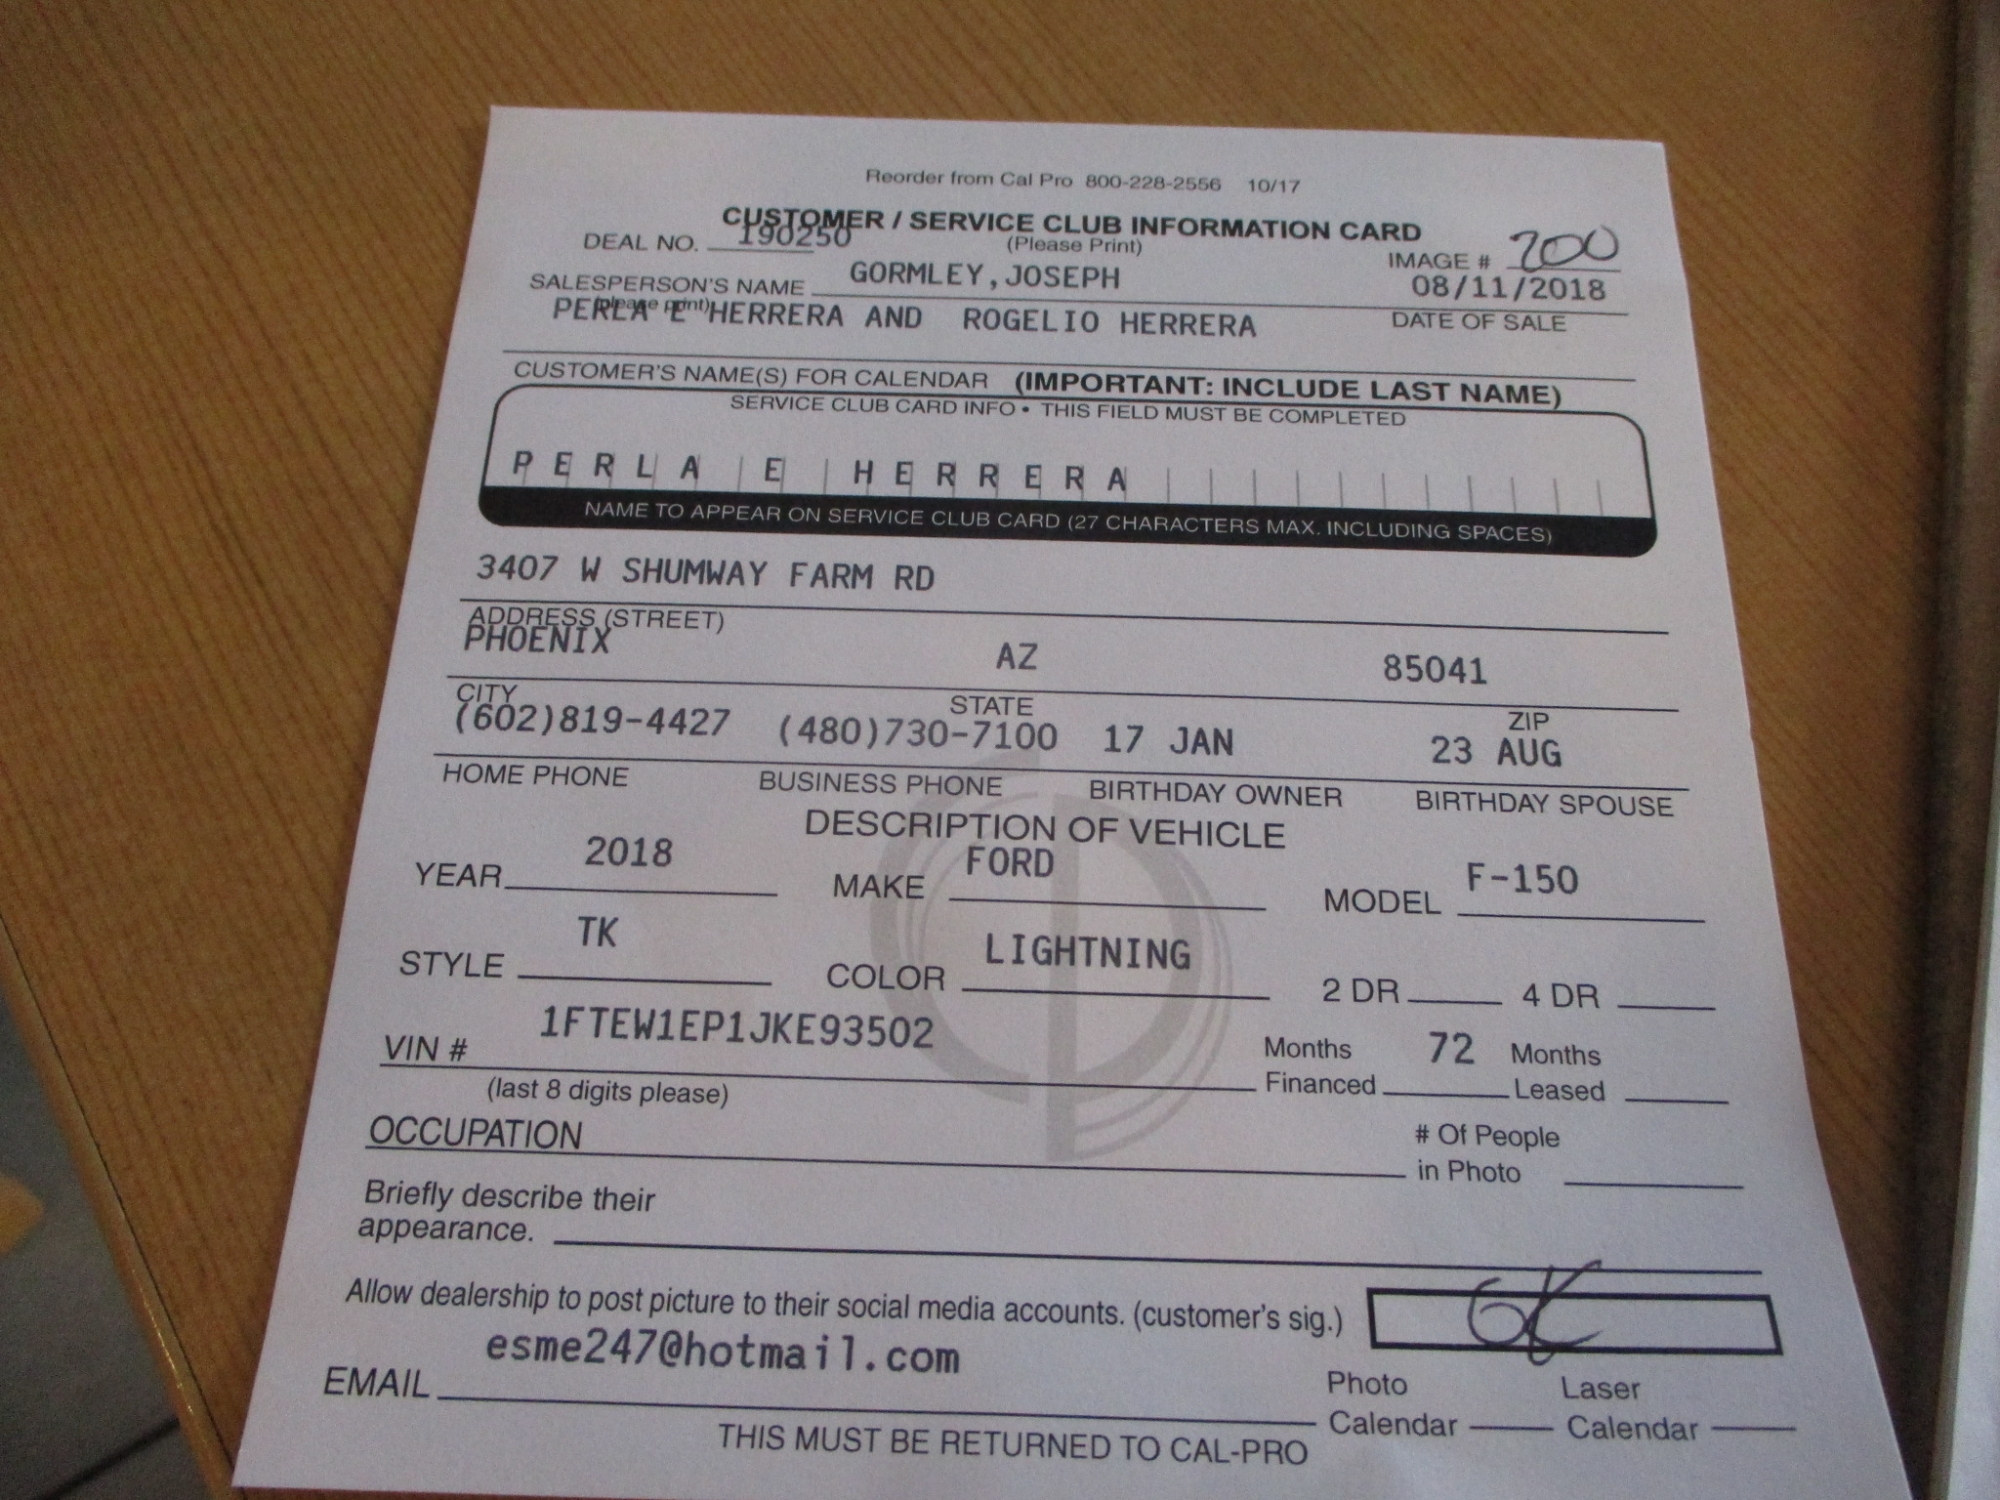 Reorder from Cal Pro 800-228-2556 10/17
CUSTOMER / SERVICE CLUB INFORMATION CARD
DEAL NO. 190250 (Please Print) IMAGE # 200
SALESPERSON'S NAME GORMLEY,JOSEPH 08/11/2018
(please print) DATE OF SALE
PERLA E HERRERA AND ROGELIO HERRERA
CUSTOMER'S NAME(S) FOR CALENDAR (IMPORTANT: INCLUDE LAST NAME)
SERVICE CLUB CARD INFO • THIS FIELD MUST BE COMPLETED
PERLA E HERRERA
NAME TO APPEAR ON SERVICE CLUB CARD (27 CHARACTERS MAX. INCLUDING SPACES)
3407 W SHUMWAY FARM RD
ADDRESS (STREET)
PHOENIX AZ 85041
CITY STATE ZIP
(602)819-4427 (480)730-7100 17 JAN 23 AUG
HOME PHONE BUSINESS PHONE BIRTHDAY OWNER BIRTHDAY SPOUSE
DESCRIPTION OF VEHICLE
YEAR 2018 MAKE FORD MODEL F-150
STYLE TK COLOR LIGHTNING 2 DR 4 DR
VIN # 1FTEW1EP1JKE93502 Months Financed 72 Months Leased
(last 8 digits please)
OCCUPATION # Of People in Photo
Briefly describe their
appearance.
Allow dealership to post picture to their social media accounts. (customer's sig.) OK
EMAIL esme247@hotmail.com Photo Calendar Laser Calendar
THIS MUST BE RETURNED TO CAL-PRO